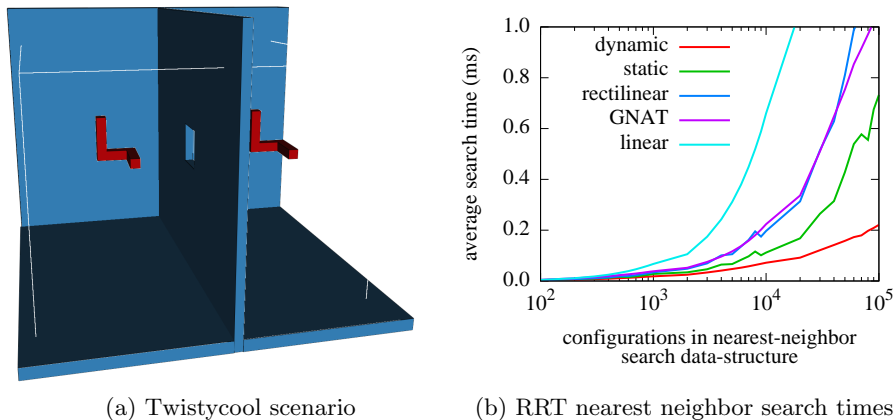 1.0
0.8
0.6
0.4
0.2
0.0
average search time (ms)
dynamic
static
rectilinear
GNAT
linear
10^2 10^3 10^4 10^5
configurations in nearest-neighbor
search data-structure
(a) Twistycool scenario
(b) RRT nearest neighbor search times